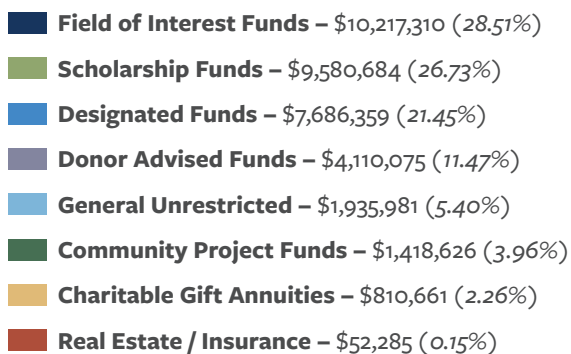 Field of Interest Funds – $10,217,310 (28.51%)
Scholarship Funds – $9,580,684 (26.73%)
Designated Funds – $7,686,359 (21.45%)
Donor Advised Funds – $4,110,075 (11.47%)
General Unrestricted – $1,935,981 (5.40%)
Community Project Funds – $1,418,626 (3.96%)
Charitable Gift Annuities – $810,661 (2.26%)
Real Estate / Insurance – $52,285 (0.15%)